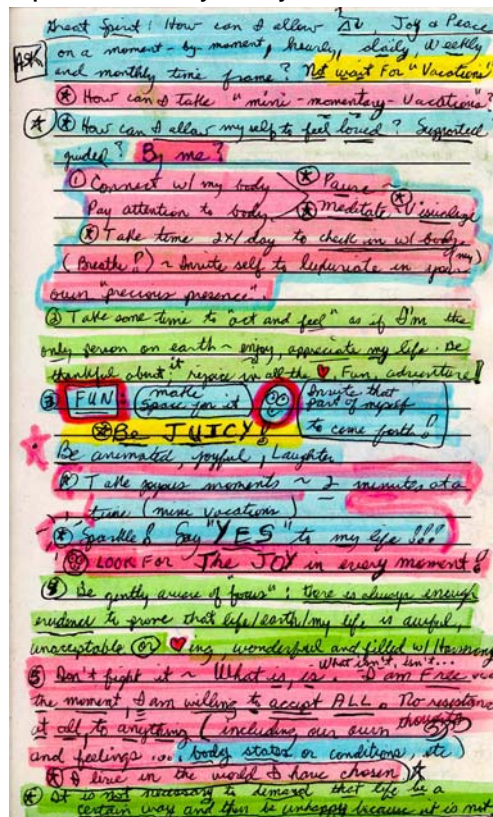 Great Spirit! How can I allow Joy & Peace
ASK on a moment-by-moment, hourly, daily, weekly
and monthly time frame? Not wait For "Vacations"
How can I take "mini-momentary-Vacations"?
How can I allow myself to feel loved? Supported
guided? By me?
① Connect w/ my body Pause ~
Pay attention to body Meditate Visualize
Take time 2x/day to check in w/ body
(Breathe!) ~ Invite self to luxuriate in your (my)
own "precious presence"
② Take some time to "act and feel" as if I'm the
only person on earth ~ enjoy, appreciate my life. Be
thankful about it, rejoice in all the ♥, Fun, adventure!
③ FUN make space for it Invite that part of myself to come forth!
Be JUICY!
Be animated, joyful, Laughter
Take joyous moments ~ 2 minutes at a
time (mini vacations)
Sparkle! Say "YES" to my life!!!
LOOK FOR The JOY in every moment!
Be gently aware of "focus": there is always enough
evidence to prove that life/earth/my life is awful,
unacceptable or ♥ing, wonderful and filled w/ Harmony
⑤ Don't fight it ~ What is, is. What isn't, isn't... I am Free
the moment, I am willing to accept ALL. No resistance
at all, to anything (including our own thoughts
and feelings ... body states or conditions, etc)
I live in the world I have chosen
It is not necessary to demand that life be a
certain way and then be unhappy because it is not